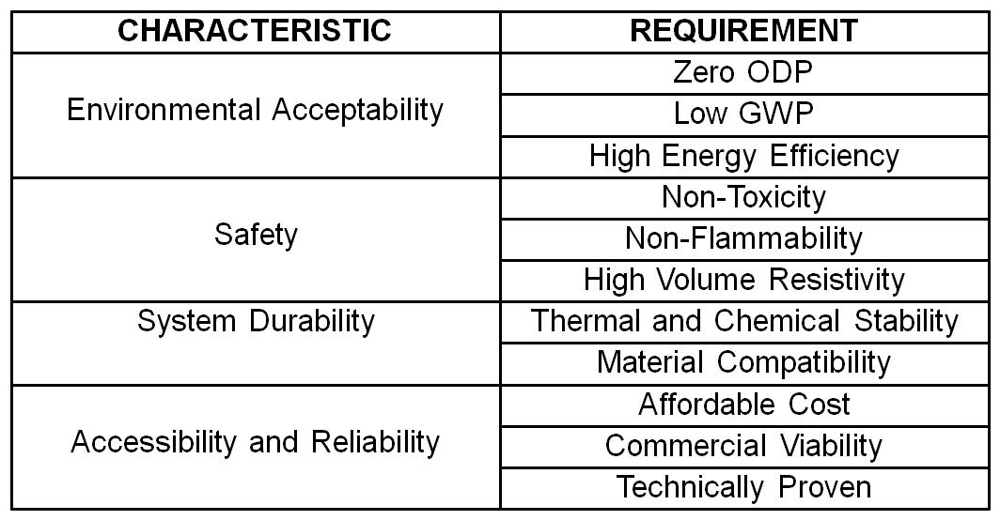 CHARACTERISTIC REQUIREMENT
Environmental Acceptability
Zero ODP
Low GWP
High Energy Efficiency
Safety
Non-Toxicity
Non-Flammability
High Volume Resistivity
System Durability
Thermal and Chemical Stability
Material Compatibility
Accessibility and Reliability
Affordable Cost
Commercial Viability
Technically Proven